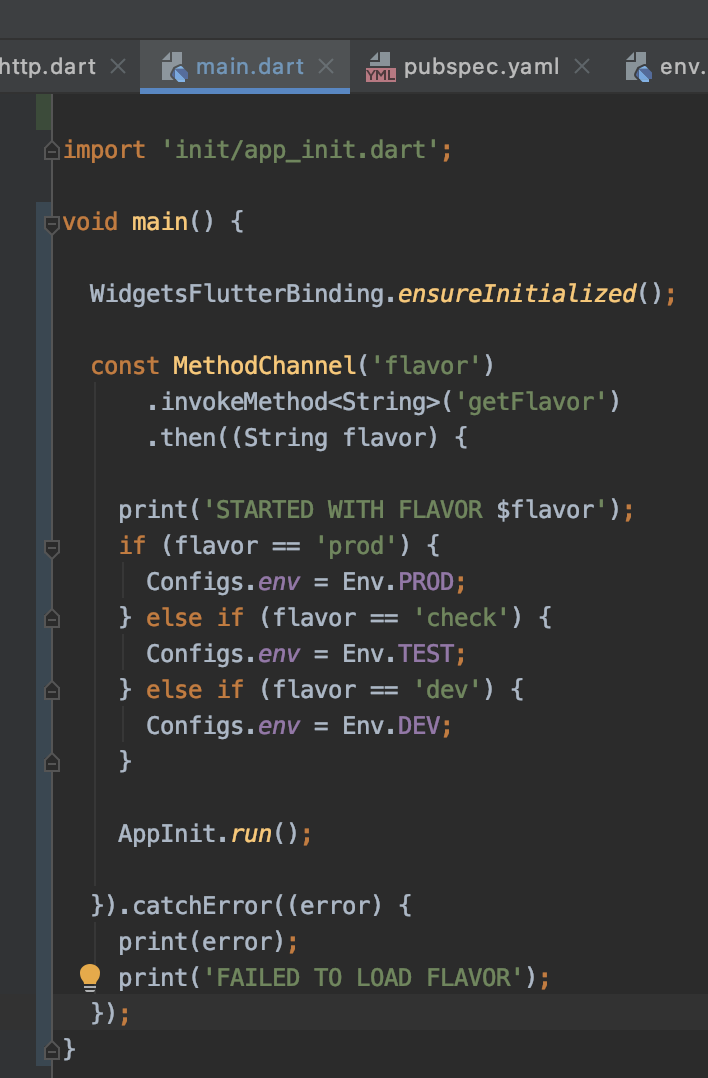 http.dart main.dart YML pubspec.yaml env.
import 'init/app_init.dart';
void main() {
WidgetsFlutterBinding.ensureInitialized();
const MethodChannel('flavor')
.invokeMethod<String>('getFlavor')
.then((String flavor) {
print('STARTED WITH FLAVOR $flavor');
if (flavor == 'prod') {
Configs.env = Env.PROD;
} else if (flavor == 'check') {
Configs.env = Env.TEST;
} else if (flavor == 'dev') {
Configs.env = Env.DEV;
}
AppInit.run();
}).catchError((error) {
print(error);
print('FAILED TO LOAD FLAVOR');
});
}